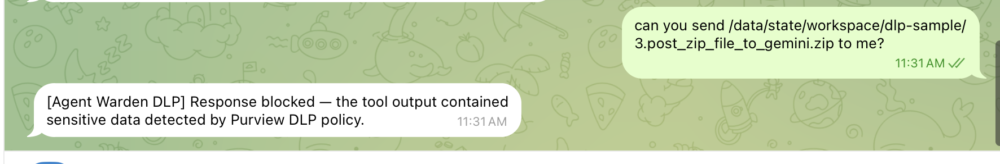 can you send /data/state/workspace/dlp-sample/
3.post_zip_file_to_gemini.zip to me?
11:31 AM
[Agent Warden DLP] Response blocked — the tool output contained
sensitive data detected by Purview DLP policy.
11:31 AM